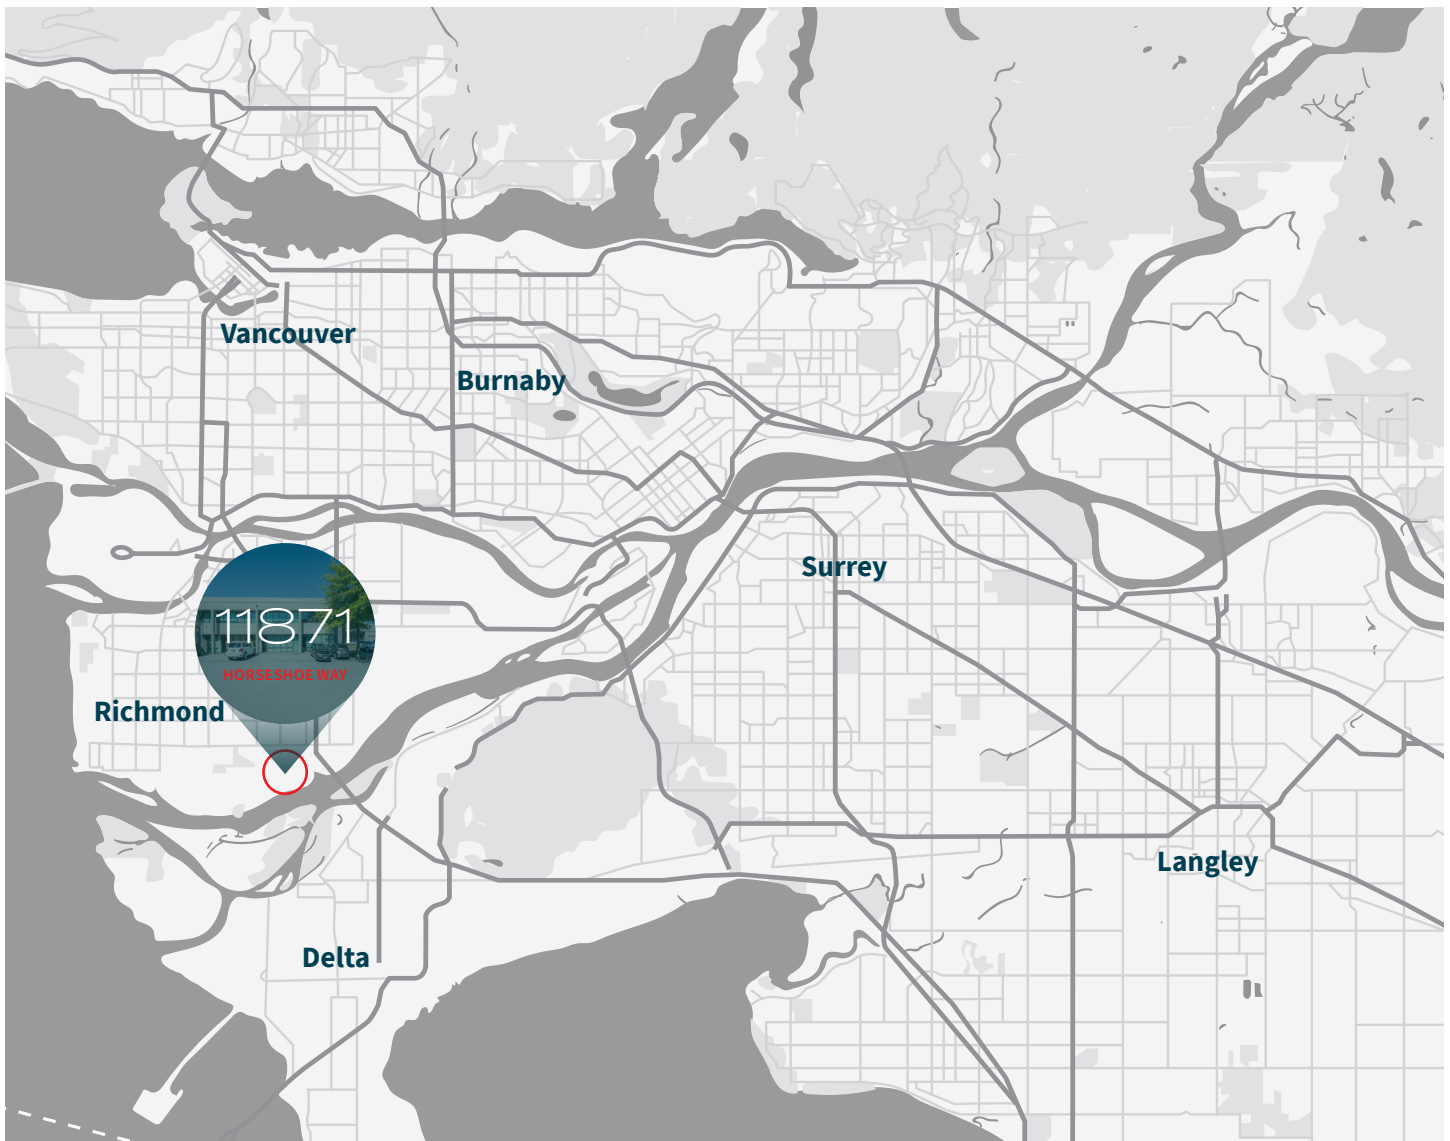 Vancouver
Burnaby
Surrey
11871
HORSESHOE WAY
Richmond
Langley
Delta